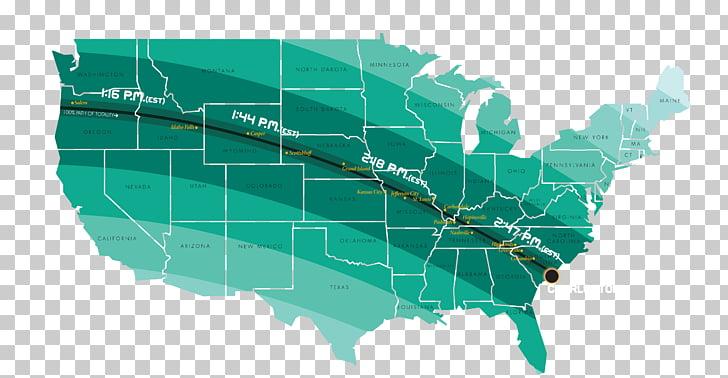 WASHINGTON
MONTANA
NORTH DAKOTA
MINNESOTA
MAINE
1:16 P.M.(EST)
Salem
100% PATH OF TOTALITY
OREGON
Idaho Falls
IDAHO
1:44 P.M.(EST)
Casper
WYOMING
Scottsbluff
SOUTH DAKOTA
WISCONSIN
MICHIGAN
NEW YORK
VT
NH
MA
CT
PENNSYLVANIA
NEBRASKA
Grand Island
IOWA
2:18 P.M.(EST)
ILLINOIS
INDIANA
OHIO
NEVADA
UTAH
COLORADO
KANSAS
Kansas City
Jefferson City
St. Louis
MISSOURI
Carbondale
Paducah
Hopkinsville
Nashville
VIRGINIA
2:47 P.M.(EST)
NORTH CAROLINA
TENNESSEE
Columbia
CALIFORNIA
ARIZONA
NEW MEXICO
OKLAHOMA
ARKANSAS
ALABAMA
GEORGIA
TEXAS
LOUISIANA
CHARLESTON